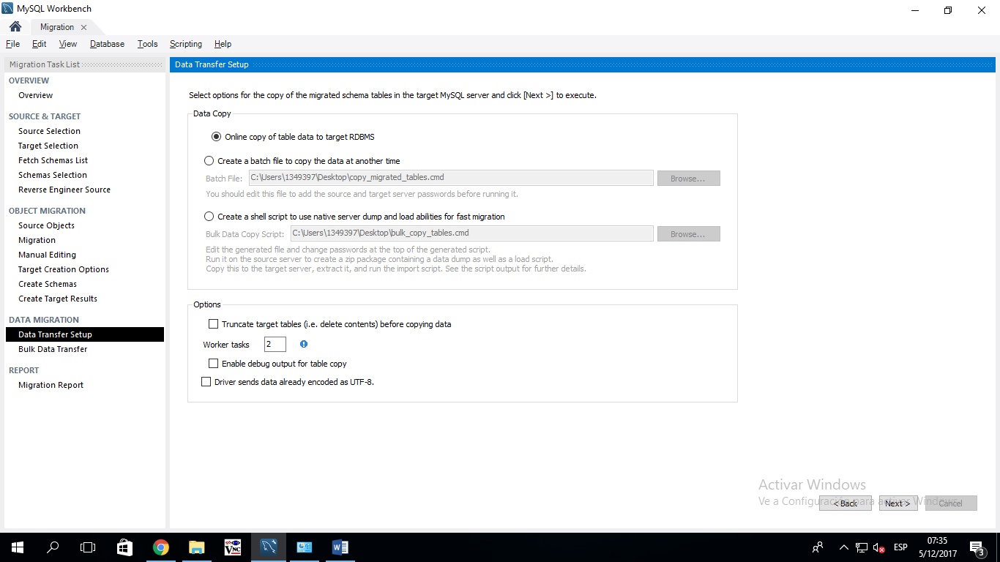 MySQL Workbench
Migration
File Edit View Database Tools Scripting Help
Migration Task List
OVERVIEW
Overview
SOURCE & TARGET
Source Selection
Target Selection
Fetch Schemas List
Schemas Selection
Reverse Engineer Source
OBJECT MIGRATION
Source Objects
Migration
Manual Editing
Target Creation Options
Create Schemas
Create Target Results
DATA MIGRATION
Data Transfer Setup
Bulk Data Transfer
REPORT
Migration Report
Data Transfer Setup
Select options for the copy of the migrated schema tables in the target MySQL server and click [Next >] to execute.
Data Copy
Online copy of table data to target RDBMS
Create a batch file to copy the data at another time
Batch File: C:\Users\1349397\Desktop\copy_migrated_tables.cmd Browse...
You should edit this file to add the source and target server passwords before running it.
Create a shell script to use native server dump and load abilities for fast migration
Bulk Data Copy Script: C:\Users\1349397\Desktop\bulk_copy_tables.cmd Browse...
Edit the generated file and change passwords at the top of the generated script.
Run it on the source server to create a zip package containing a data dump as well as a load script.
Copy this to the target server, extract it, and run the import script. See the script output for further details.
Options
Truncate target tables (i.e. delete contents) before copying data
Worker tasks 2
Enable debug output for table copy
Driver sends data already encoded as UTF-8.
Activar Windows
Ve a Configuración para activar Windows.
< Back Next > Cancel
VNC
ESP
07:35
5/12/2017
3